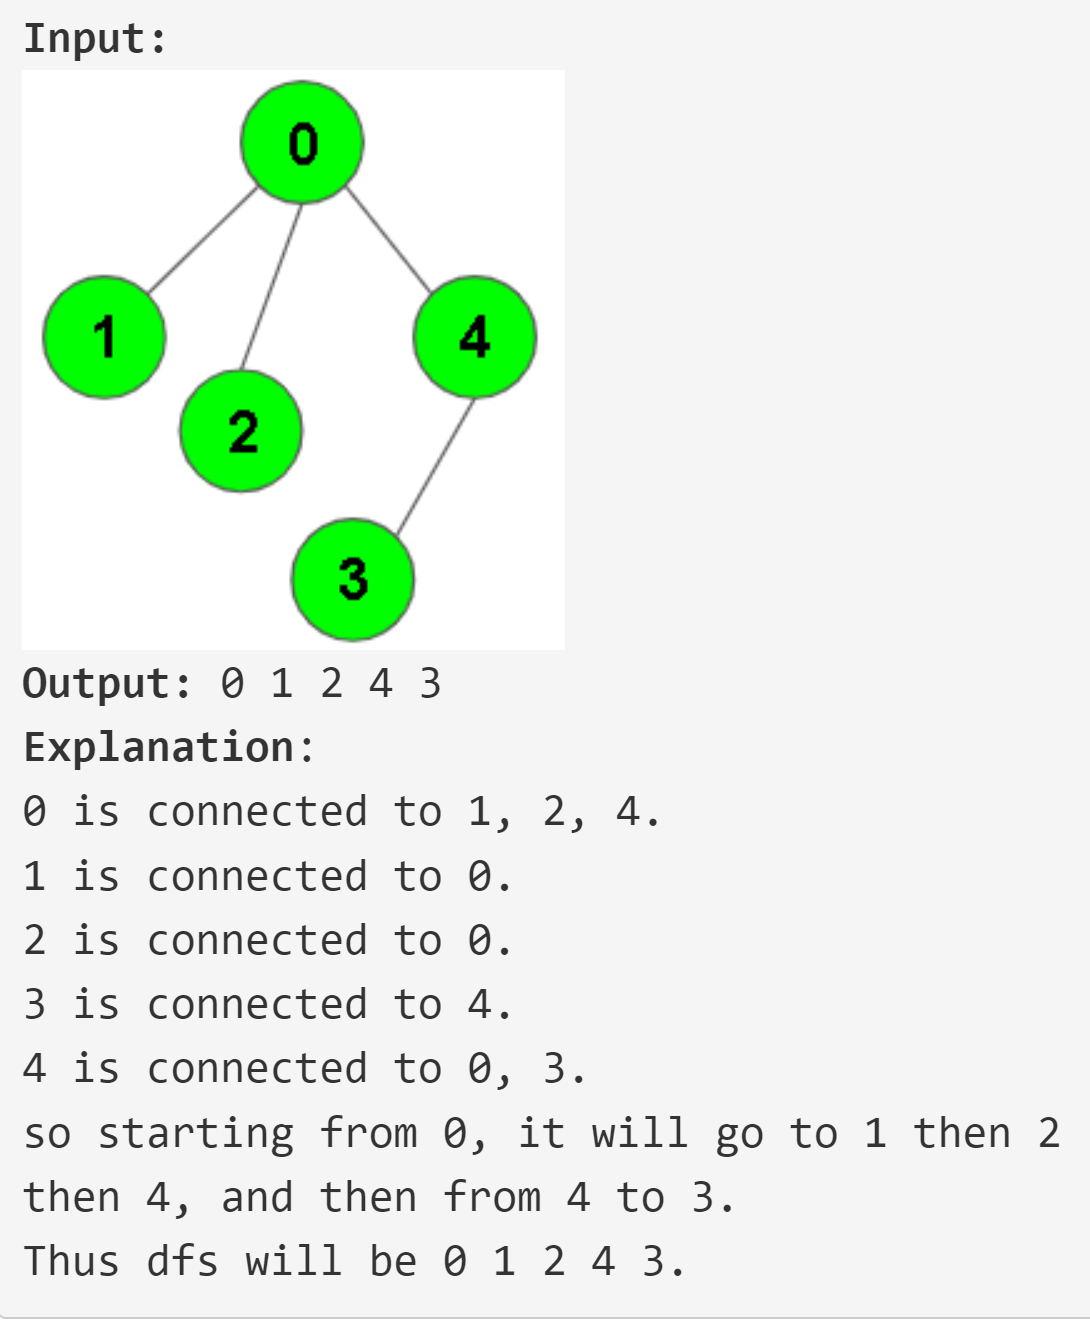 Input:
0
1
4
2
3
Output: 0 1 2 4 3
Explanation:
0 is connected to 1, 2, 4.
1 is connected to 0.
2 is connected to 0.
3 is connected to 4.
4 is connected to 0, 3.
so starting from 0, it will go to 1 then 2
then 4, and then from 4 to 3.
Thus dfs will be 0 1 2 4 3.